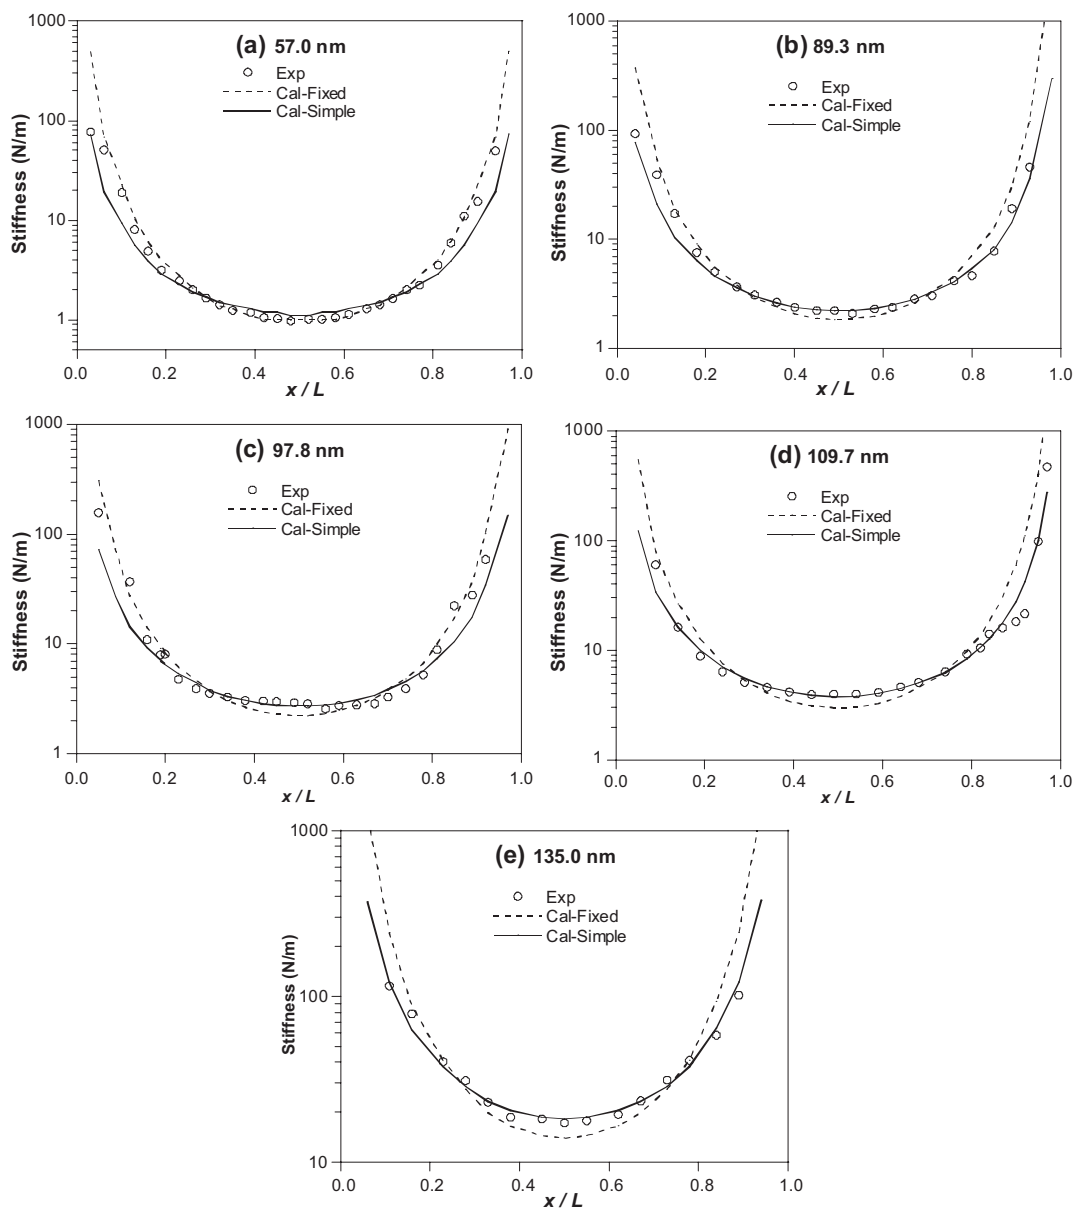 (a) 57.0 nm
Exp
Cal-Fixed
Cal-Simple
Stiffness (N/m)
1000
100
10
1
0.0 0.2 0.4 0.6 0.8 1.0
x / L
(b) 89.3 nm
Exp
Cal-Fixed
Cal-Simple
Stiffness (N/m)
1000
100
10
1
0.0 0.2 0.4 0.6 0.8 1.0
x / L
(c) 97.8 nm
Exp
Cal-Fixed
Cal-Simple
Stiffness (N/m)
1000
100
10
1
0.0 0.2 0.4 0.6 0.8 1.0
x / L
(d) 109.7 nm
Exp
Cal-Fixed
Cal-Simple
Stiffness (N/m)
1000
100
10
1
0.0 0.2 0.4 0.6 0.8 1.0
x / L
(e) 135.0 nm
Exp
Cal-Fixed
Cal-Simple
Stiffness (N/m)
1000
100
10
0.0 0.2 0.4 0.6 0.8 1.0
x / L